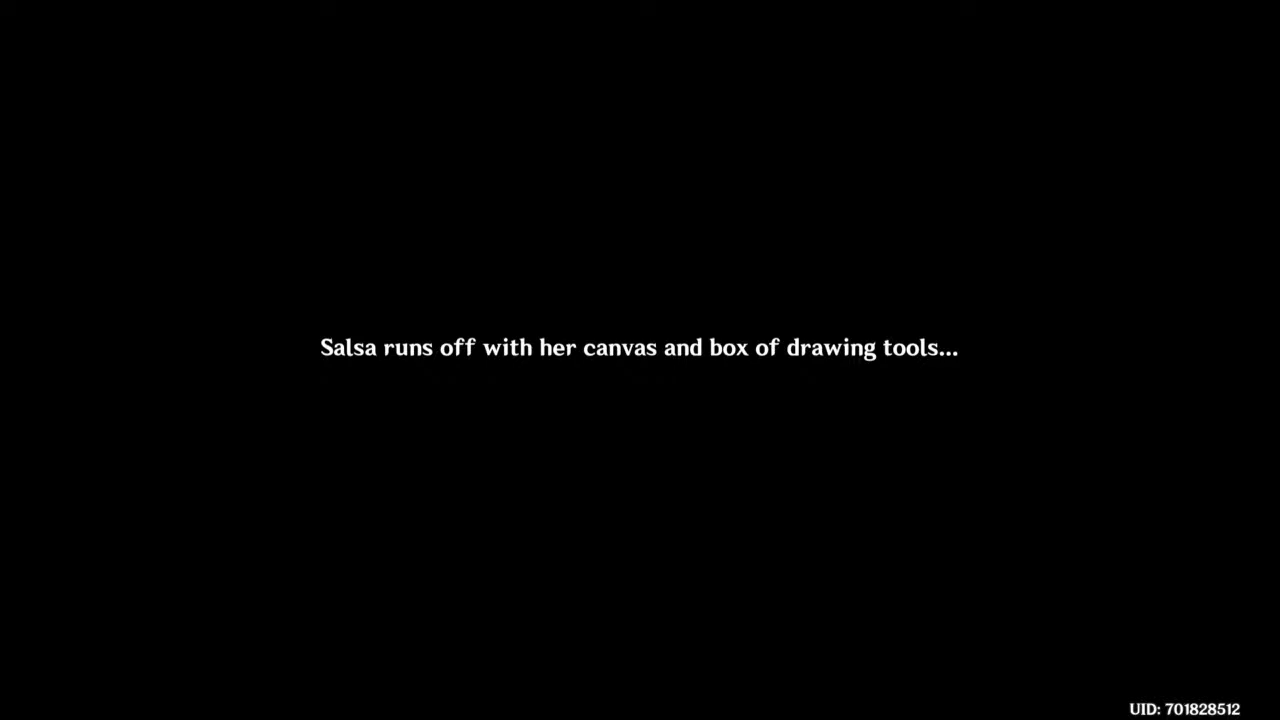 Salsa runs off with her canvas and box of drawing tools...
UID: 701828512